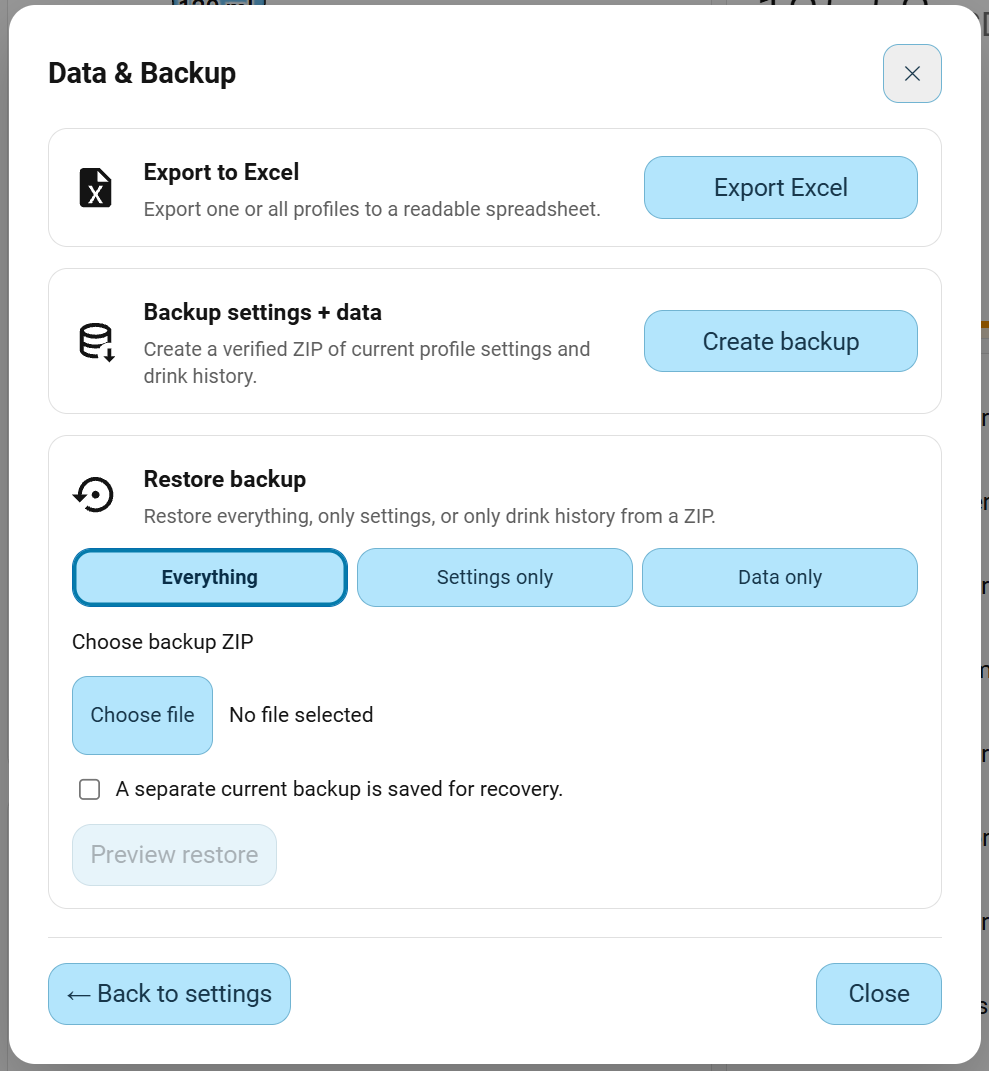 Data & Backup
Export to Excel
Export one or all profiles to a readable spreadsheet.
Export Excel
Backup settings + data
Create a verified ZIP of current profile settings and
drink history.
Create backup
Restore backup
Restore everything, only settings, or only drink history from a ZIP.
Everything
Settings only
Data only
Choose backup ZIP
Choose file
No file selected
A separate current backup is saved for recovery.
Preview restore
← Back to settings
Close